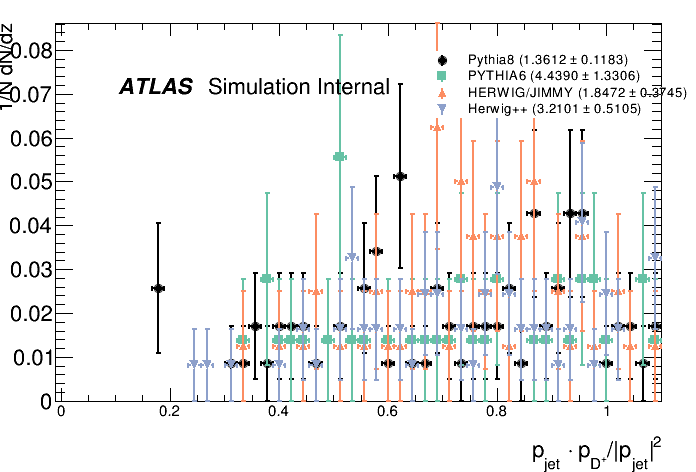 1/N dN/dz
0.08
0.07
0.06
0.05
0.04
0.03
0.02
0.01
0
ATLAS Simulation Internal
Pythia8 (1.3612 ± 0.1183)
PYTHIA6 (4.4390 ± 1.3306)
HERWIG/JIMMY (1.8472 ± 0.3745)
Herwig++ (3.2101 ± 0.5105)
0 0.2 0.4 0.6 0.8 1
p_jet · p_D⁺/|p_jet|²